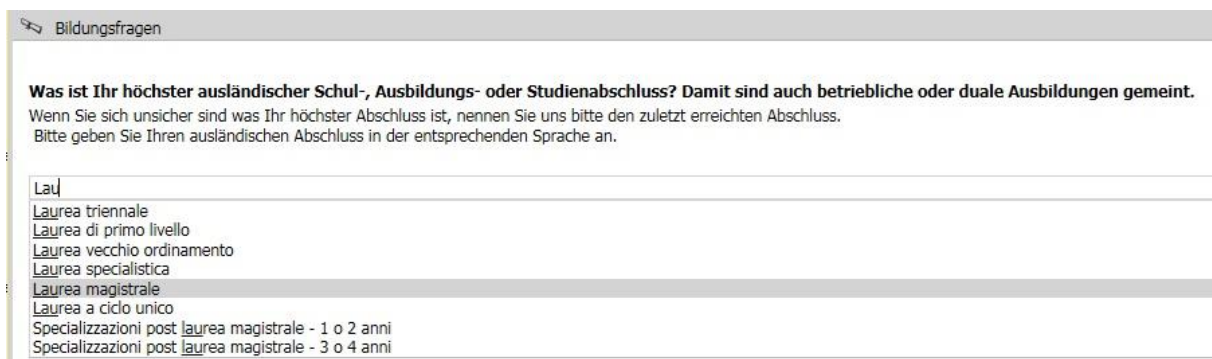 Bildungsfragen
Was ist Ihr höchster ausländischer Schul-, Ausbildungs- oder Studienabschluss? Damit sind auch betriebliche oder duale Ausbildungen gemeint.
Wenn Sie sich unsicher sind was Ihr höchster Abschluss ist, nennen Sie uns bitte den zuletzt erreichten Abschluss.
Bitte geben Sie Ihren ausländischen Abschluss in der entsprechenden Sprache an.
Lau
Laurea triennale
Laurea di primo livello
Laurea vecchio ordinamento
Laurea specialistica
Laurea magistrale
Laurea a ciclo unico
Specializzazioni post laurea magistrale - 1 o 2 anni
Specializzazioni post laurea magistrale - 3 o 4 anni